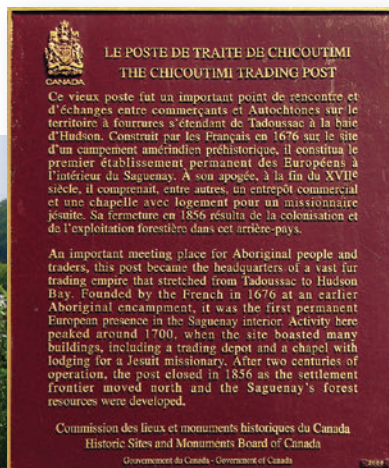 CANADA
LE POSTE DE TRAITE DE CHICOUTIMI
THE CHICOUTIMI TRADING POST
Ce vieux poste fut un important point de rencontre et
d'échanges entre commerçants et Autochtones sur le
territoire à fourrures s'étendant de Tadoussac à la baie
d'Hudson. Construit par les Français en 1676 sur le site
d'un campement amérindien préhistorique, il constitua le
premier établissement permanent des Européens à
l'intérieur du Saguenay. À son apogée, à la fin du XVIIe
siècle, il comprenait, entre autres, un entrepôt commercial
et une chapelle avec logement pour un missionnaire
jésuite. Sa fermeture en 1856 résulta de la colonisation et
de l'exploitation forestière dans cet arrière-pays.
An important meeting place for Aboriginal people and
traders, this post became the headquarters of a vast fur
trading empire that stretched from Tadoussac to Hudson
Bay. Founded by the French in 1676 at an earlier
Aboriginal encampment, it was the first permanent
European presence in the Saguenay interior. Activity here
peaked around 1700, when the site boasted many
buildings, including a trading depot and a chapel with
lodging for a Jesuit missionary. After two centuries of
operation, the post closed in 1856 as the settlement
frontier moved north and the Saguenay's forest
resources were developed.
Commission des lieux et monuments historiques du Canada
Historic Sites and Monuments Board of Canada
Gouvernement du Canada - Government of Canada